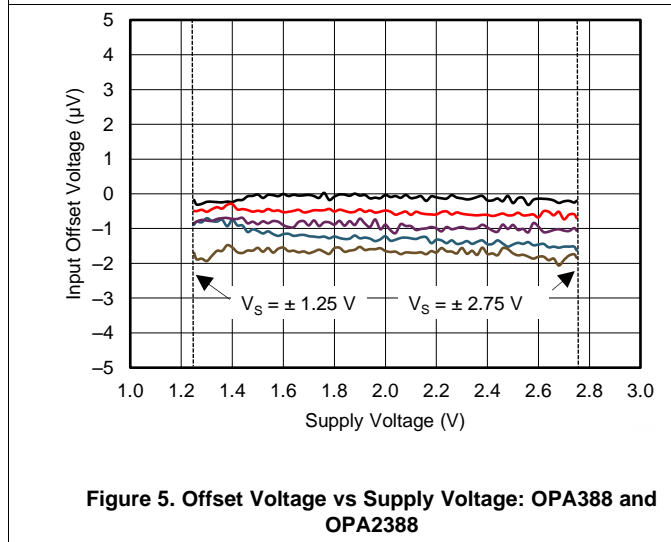 5
4
3
2
1
0
–1
–2
–3
–4
–5
Input Offset Voltage (µV)
V_S = ± 1.25 V
V_S = ± 2.75 V
1.0 1.2 1.4 1.6 1.8 2.0 2.2 2.4 2.6 2.8 3.0
Supply Voltage (V)
Figure 5. Offset Voltage vs Supply Voltage: OPA388 and
OPA2388